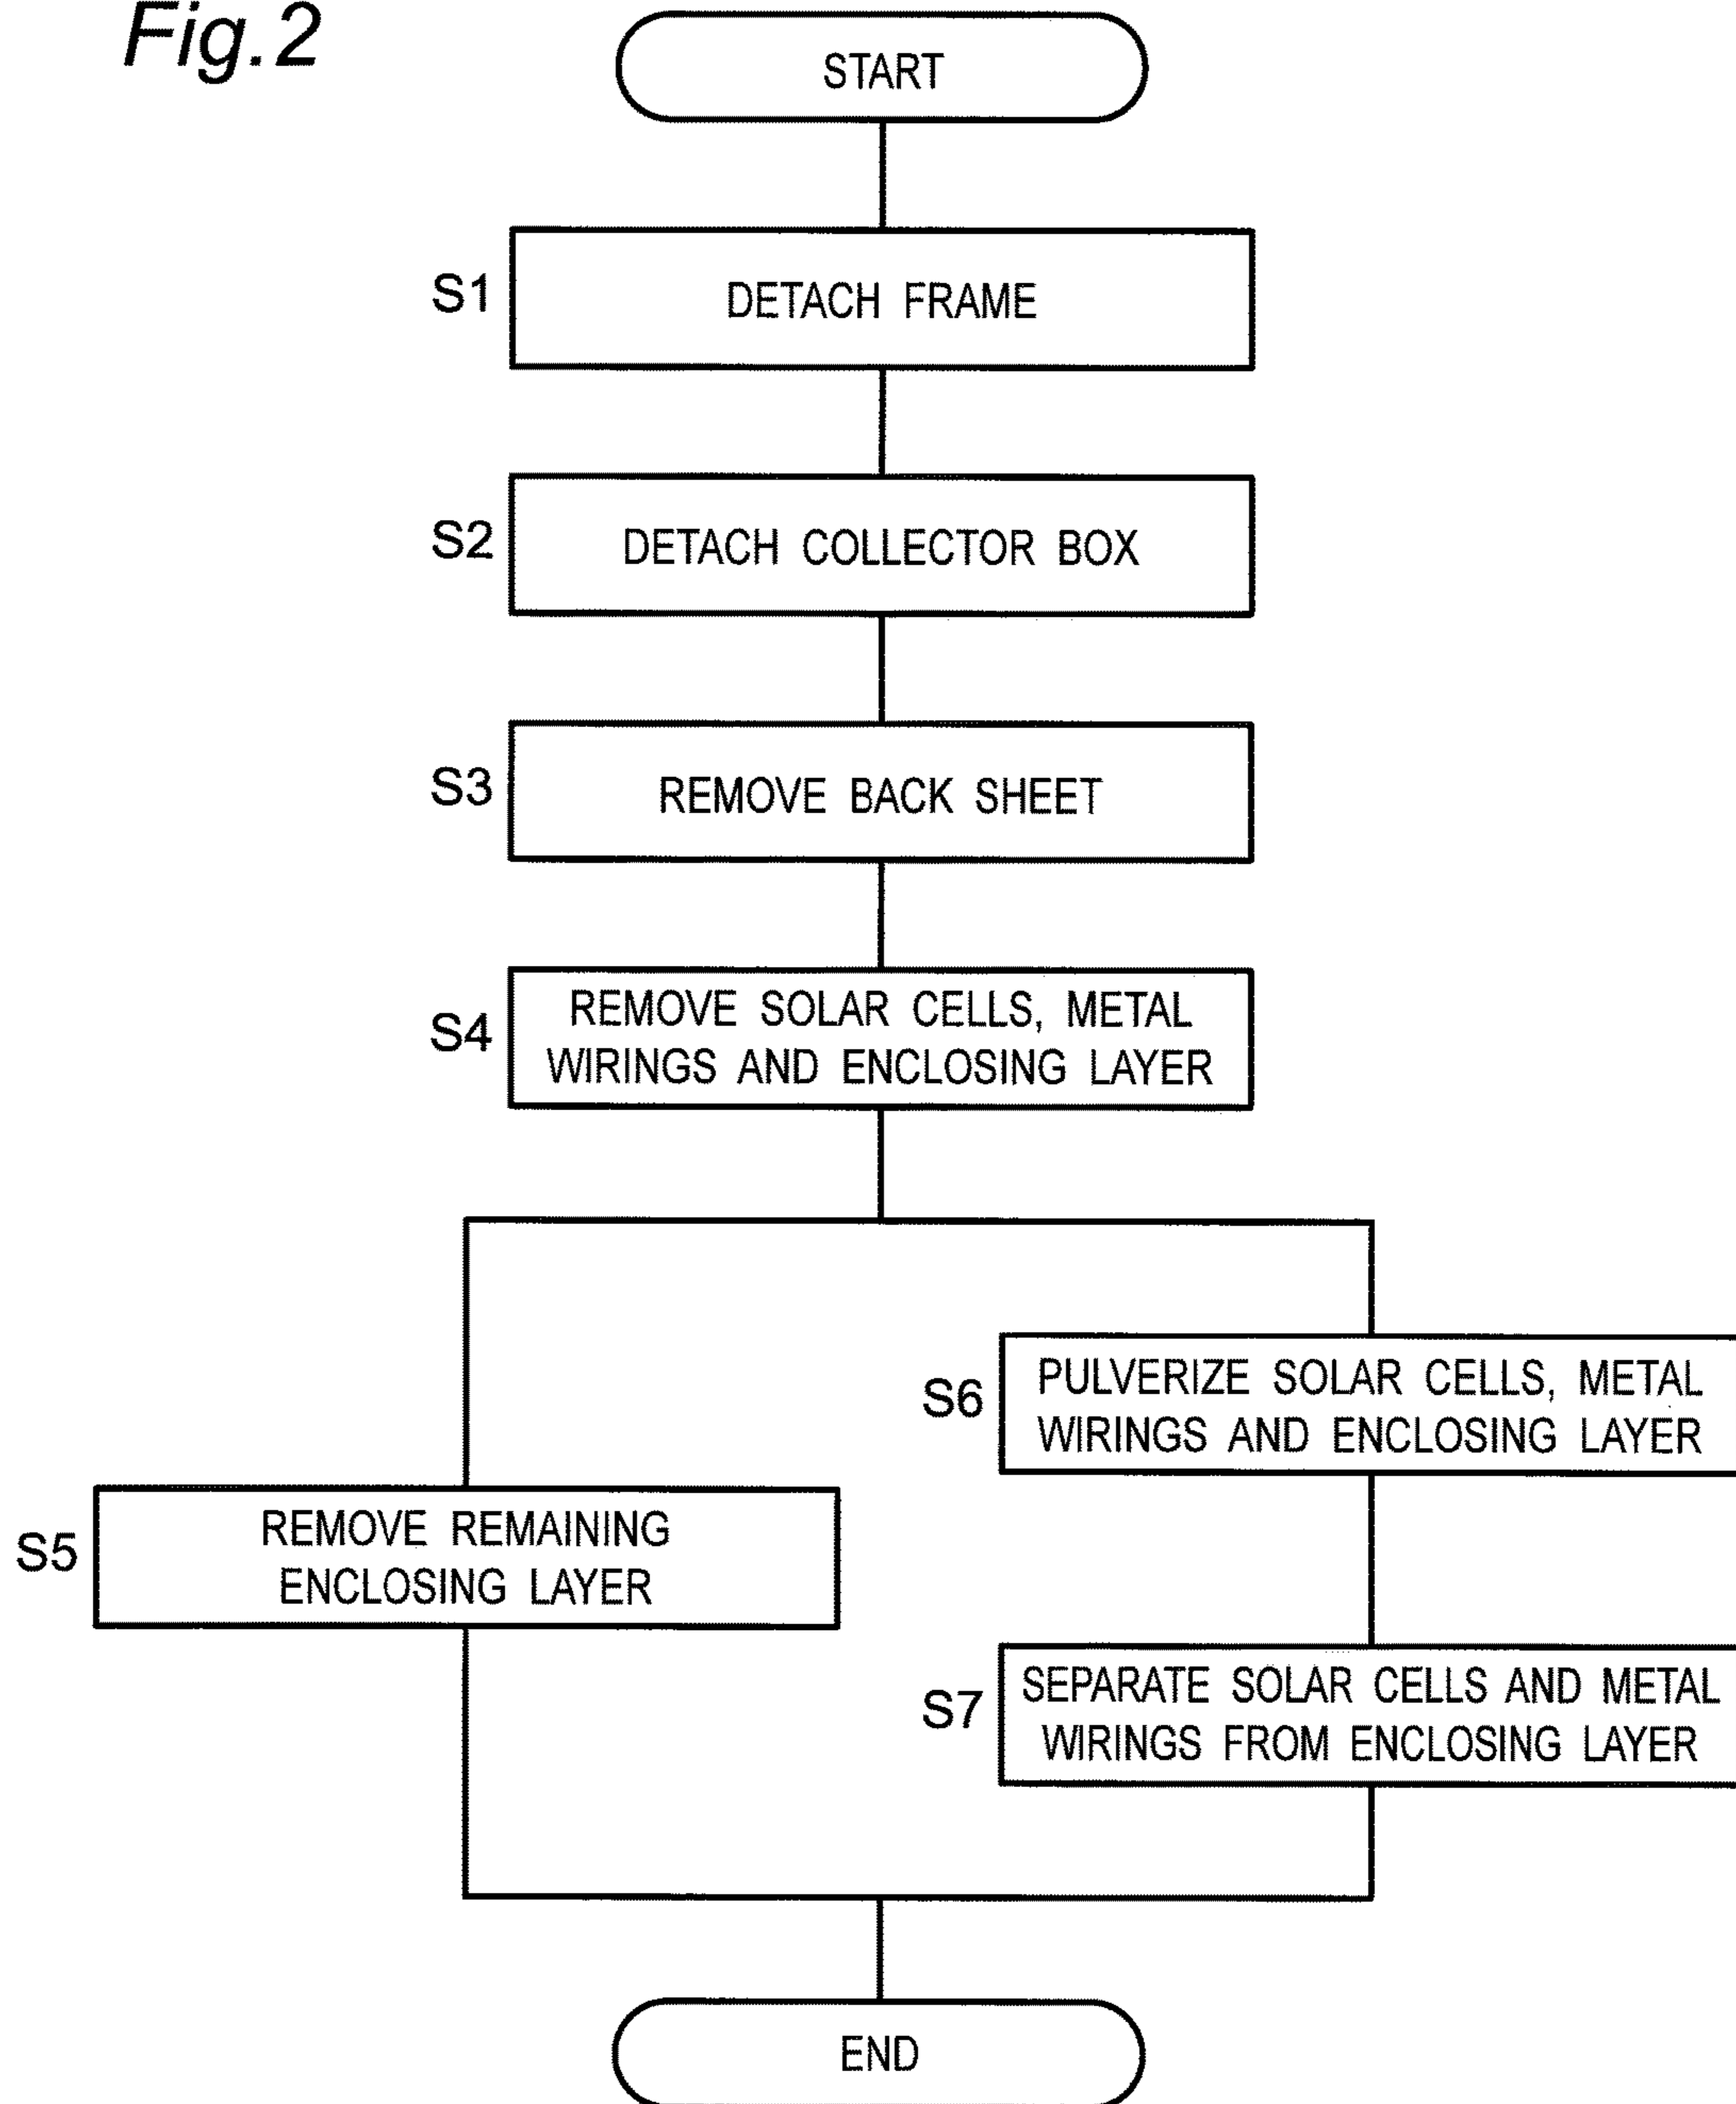 Fig.2
START
S1
DETACH FRAME
S2
DETACH COLLECTOR BOX
S3
REMOVE BACK SHEET
S4
REMOVE SOLAR CELLS, METAL
WIRINGS AND ENCLOSING LAYER
S5
REMOVE REMAINING
ENCLOSING LAYER
S6
PULVERIZE SOLAR CELLS, METAL
WIRINGS AND ENCLOSING LAYER
S7
SEPARATE SOLAR CELLS AND METAL
WIRINGS FROM ENCLOSING LAYER
END